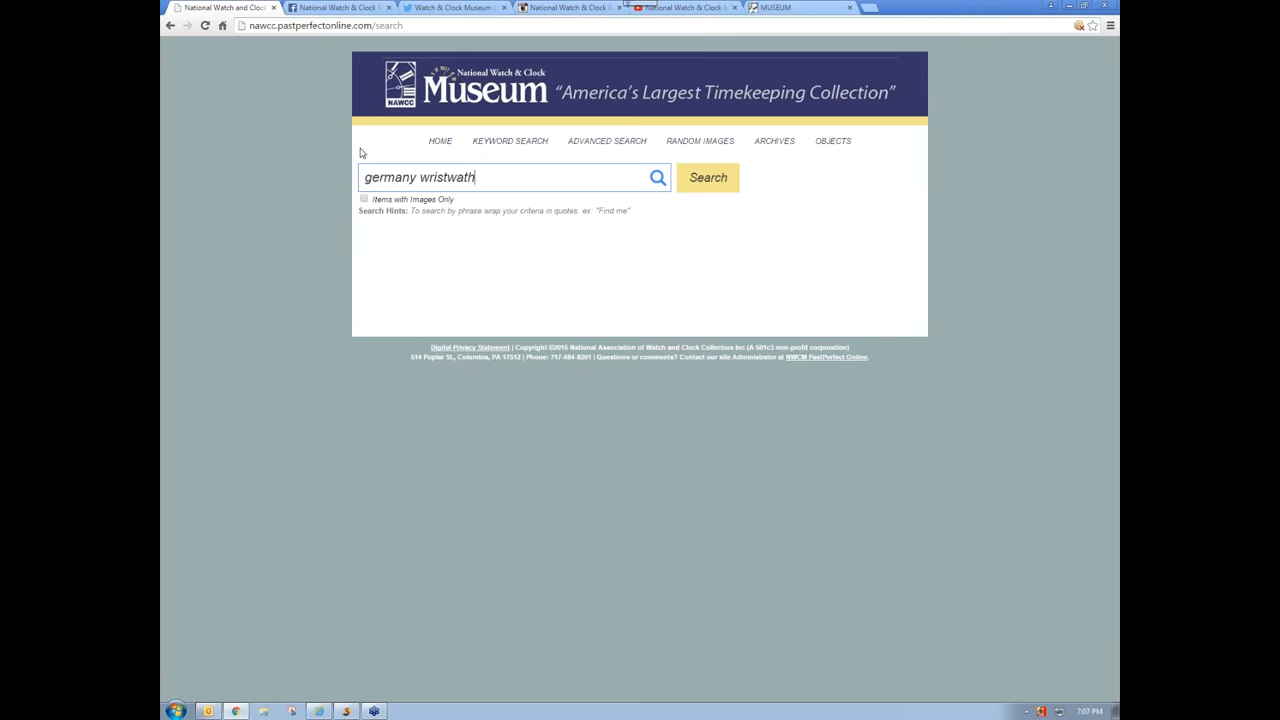 National Watch and Clock
National Watch & Clock M
Watch & Clock Museum (
National Watch & Clock M
National Watch & Clock M
MUSEUM
nawcc.pastperfectonline.com/search
NAWCC
National Watch & Clock
Museum
“America's Largest Timekeeping Collection”
HOME
KEYWORD SEARCH
ADVANCED SEARCH
RANDOM IMAGES
ARCHIVES
OBJECTS
germany wristwath
Search
Items with Images Only
Search Hints: To search by phrase wrap your criteria in quotes. ex: "Find me"
Digital Privacy Statement | Copyright ©2015 National Association of Watch and Clock Collectors Inc (A 501c3 non-profit corporation)
514 Poplar St., Columbia, PA 17512 | Phone: 717-684-8261 | Questions or comments? Contact our site Administrator at NWCM PastPerfect Online.
7:07 PM